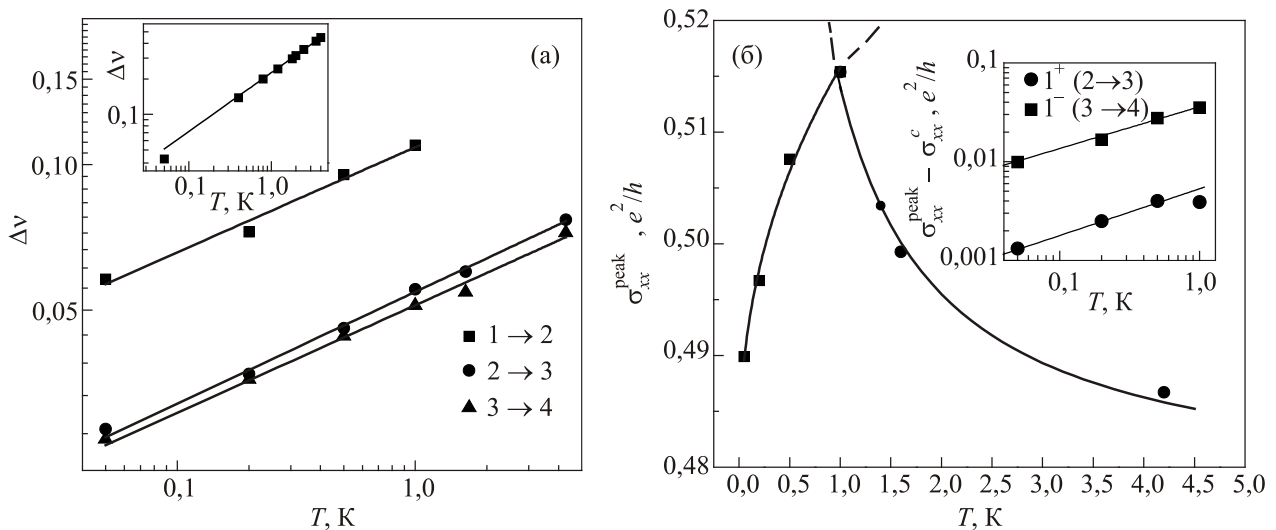 (а)
Δν
0,15
0,10
0,05
0,1
1,0
T, К
Δν
0,1
0,1
1,0
T, К
1 → 2
2 → 3
3 → 4
(б)
σ_xx^peak, e²/h
0,52
0,51
0,50
0,49
0,48
0,0 0,5 1,0 1,5 2,0 2,5 3,0 3,5 4,0 4,5 5,0
T, К
σ_xx^peak – σ_xx^c, e²/h
0,1
0,01
0,001
0,1
1,0
T, К
1⁺ (2→3)
1⁻ (3→4)